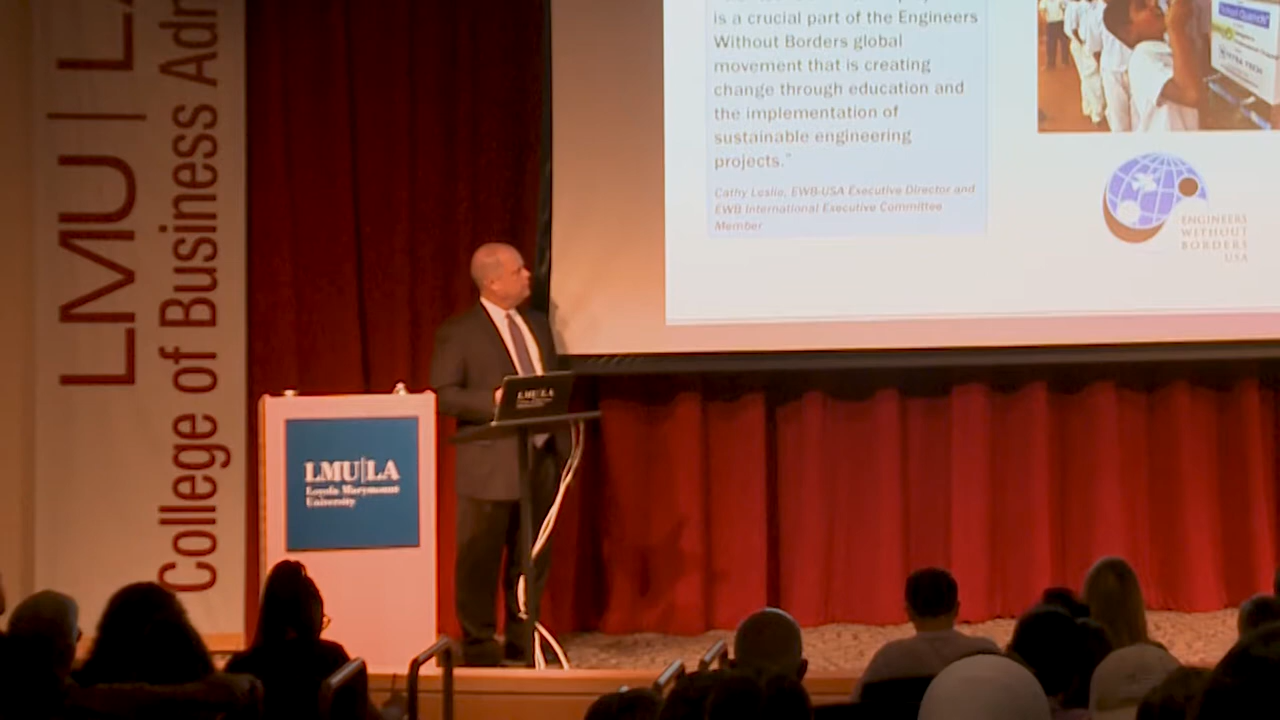 LMU | LA
College of Business Adm
LMU|LA
Loyola Marymount
University
LMU|LA
is a crucial part of the Engineers
Without Borders global
movement that is creating
change through education and
the implementation of
sustainable engineering
projects."
Cathy Leslie, EWB-USA Executive Director and
EWB International Executive Committee
Member
ENGINEERS
WITHOUT
BORDERS
USA